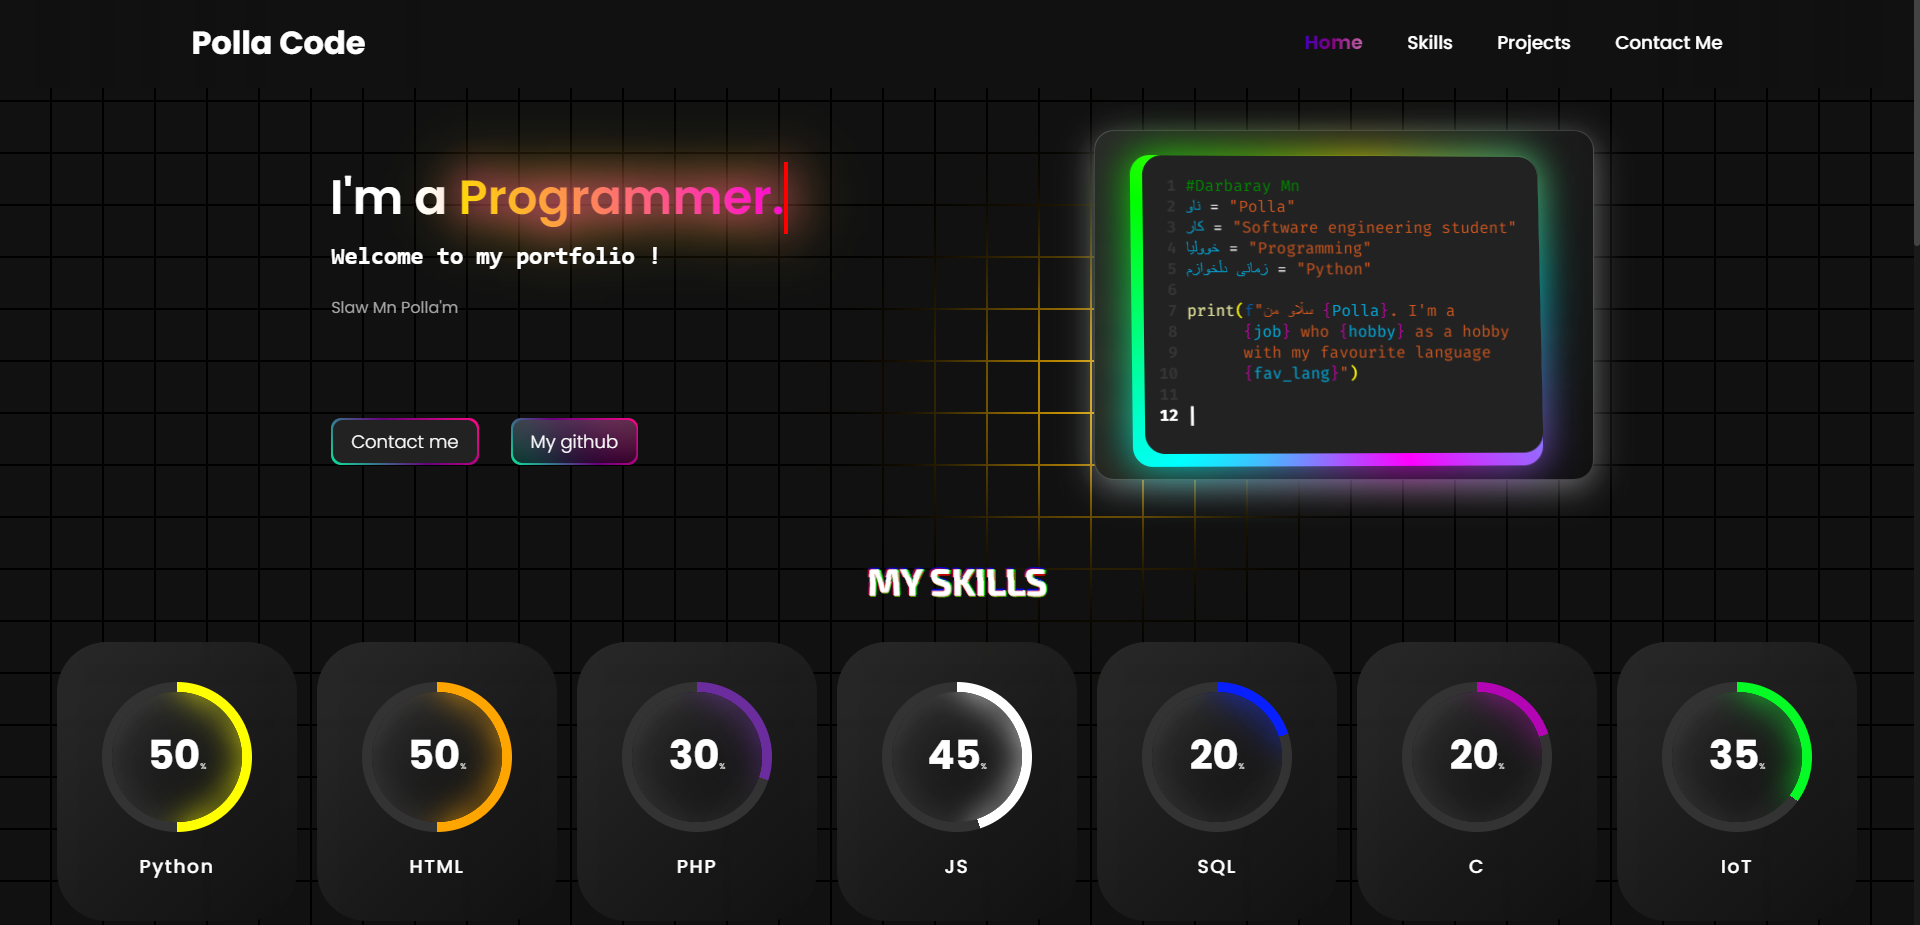 Polla Code
Home Skills Projects Contact Me
I'm a Programmer.
Welcome to my portfolio !
Slaw Mn Polla'm
Contact me My github
1 #Darbaray Mn
2 ناو = "Polla"
3 کار = "Software engineering student"
4 خوولیا = "Programming"
5 زمانی دڵخوازم = "Python"
6
7 print(f"سڵاو من {Polla}. I'm a
8 {job} who {hobby} as a hobby
9 with my favourite language
10 {fav_lang}")
11
12
MY SKILLS
50% 50% 30% 45% 20% 20% 35%
Python HTML PHP JS SQL C IoT